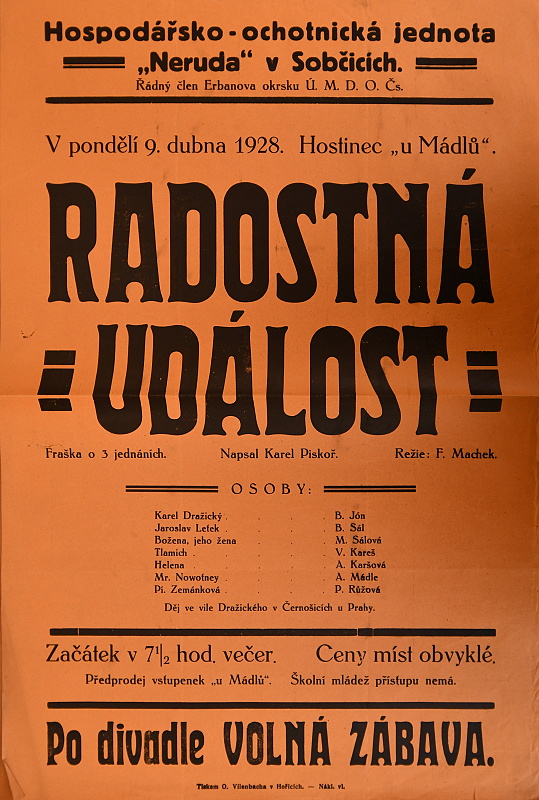 Hospodářsko-ochotnická jednota
„Neruda“ v Sobčicích.
Řádný člen Erbanova okrsku Ú. M. D. O. Čs.
V pondělí 9. dubna 1928. Hostinec „u Mádlů“.
RADOSTNÁ
UDÁLOST
Fraška o 3 jednáních. Napsal Karel Piskoř. Režie: F. Machek.
OSOBY:
Karel Dražický . . . . B. Jón
Jaroslav Letek . . . . B. Šál
Božena, jeho žena . . . M. Šálová
Tlamich . . . . V. Kareš
Helena . . . . A. Karšová
Mr. Nowotney . . . . A. Mádle
Pí. Zemánková . . . . P. Růžová
Děj ve vile Dražického v Černošicích u Prahy.
Začátek v 7½ hod. večer. Ceny míst obvyklé.
Předprodej vstupenek „u Mádlů“. Školní mládež přístupu nemá.
Po divadle VOLNÁ ZÁBAVA.
Tiskem O. Vilenbacha v Hořicích. — Nákl. vl.